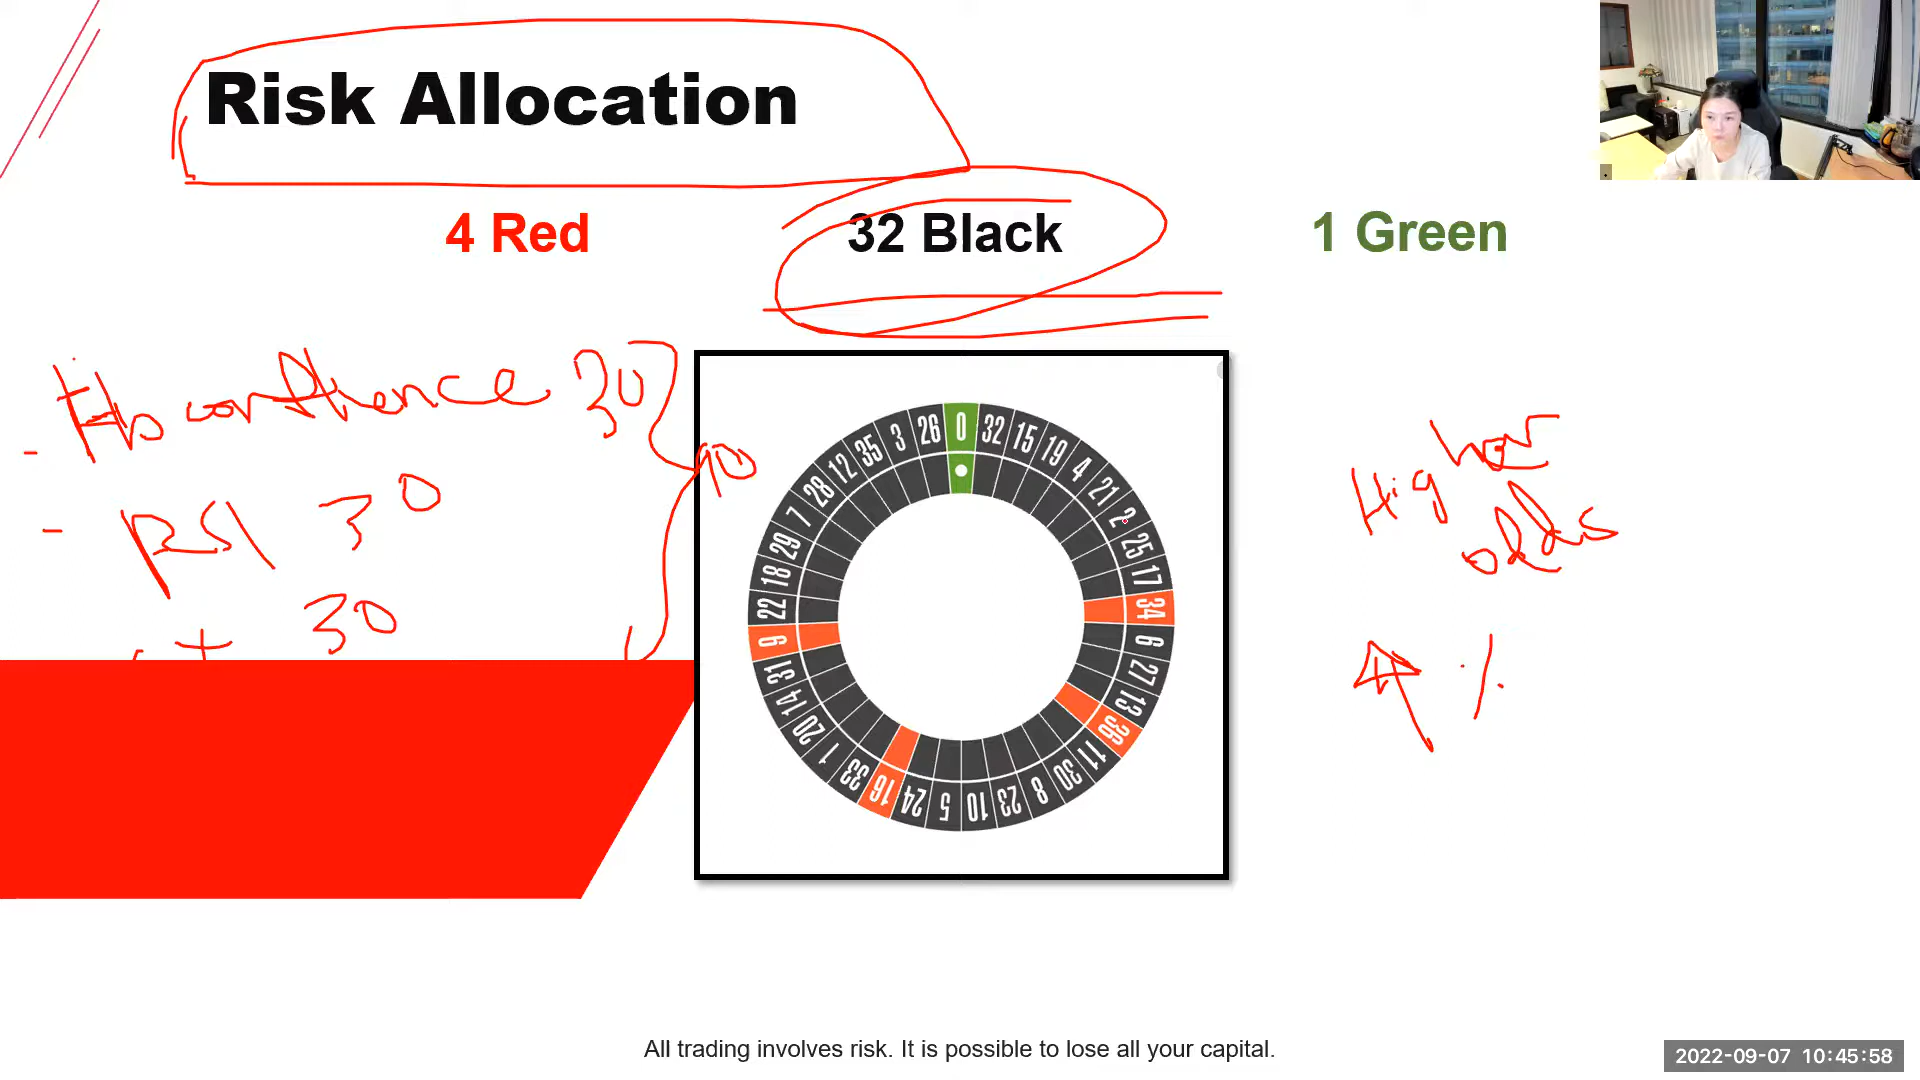 Risk Allocation
4 Red
32 Black
1 Green
- Fib confluence 30
90
- RSI 30
30
Higher
odds
%
0 32 15 19 4 21 2 25 17 34 6 27 13 36 11 30 8 23 10 5 24 16 33 1 20 14 31 9 22 18 29 7 28 12 35 3 26
All trading involves risk. It is possible to lose all your capital.
2022-09-07 10:45:58